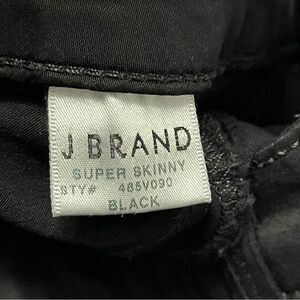 J BRAND
SUPER SKINNY
STY# 485V090
BLACK